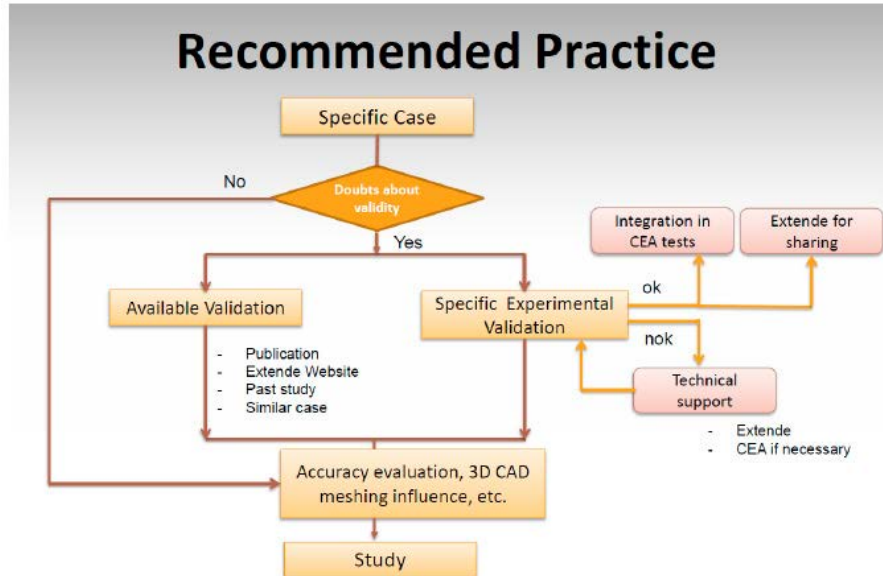 Recommended Practice
Specific Case
No
Doubts about
validity
Yes
Integration in
CEA tests
Extende for
sharing
Available Validation
Specific Experimental
Validation
ok
nok
- Publication
- Extende Website
- Past study
- Similar case
Technical
support
- Extende
- CEA if necessary
Accuracy evaluation, 3D CAD
meshing influence, etc.
Study